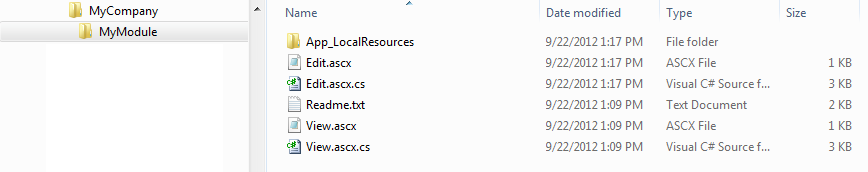 MyCompany
MyModule
Name Date modified Type Size
App_LocalResources 9/22/2012 1:17 PM File folder
Edit.ascx 9/22/2012 1:17 PM ASCX File 1 KB
Edit.ascx.cs 9/22/2012 1:17 PM Visual C# Source f... 3 KB
Readme.txt 9/22/2012 1:09 PM Text Document 2 KB
View.ascx 9/22/2012 1:09 PM ASCX File 1 KB
View.ascx.cs 9/22/2012 1:09 PM Visual C# Source f... 3 KB